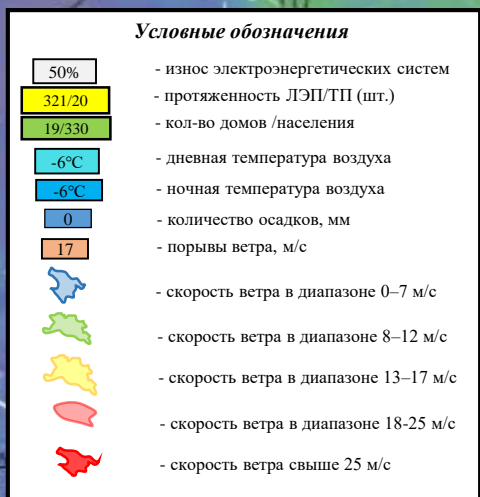 Условные обозначения
50% - износ электроэнергетических систем
321/20 - протяженность ЛЭП/ТП (шт.)
19/330 - кол-во домов /населения
-6°С - дневная температура воздуха
-6°С - ночная температура воздуха
0 - количество осадков, мм
17 - порывы ветра, м/с
- скорость ветра в диапазоне 0–7 м/с
- скорость ветра в диапазоне 8–12 м/с
- скорость ветра в диапазоне 13–17 м/с
- скорость ветра в диапазоне 18-25 м/с
- скорость ветра свыше 25 м/с